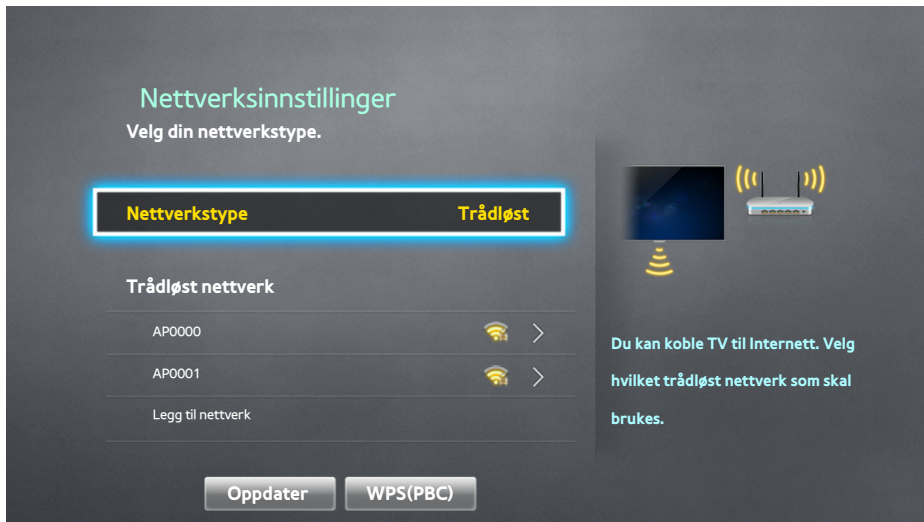 Nettverksinnstillinger
Velg din nettverkstype.
Nettverkstype Trådløst
Trådløst nettverk
AP0000
AP0001
Legg til nettverk
Du kan koble TV til Internett. Velg
hvilket trådløst nettverk som skal
brukes.
Oppdater WPS(PBC)